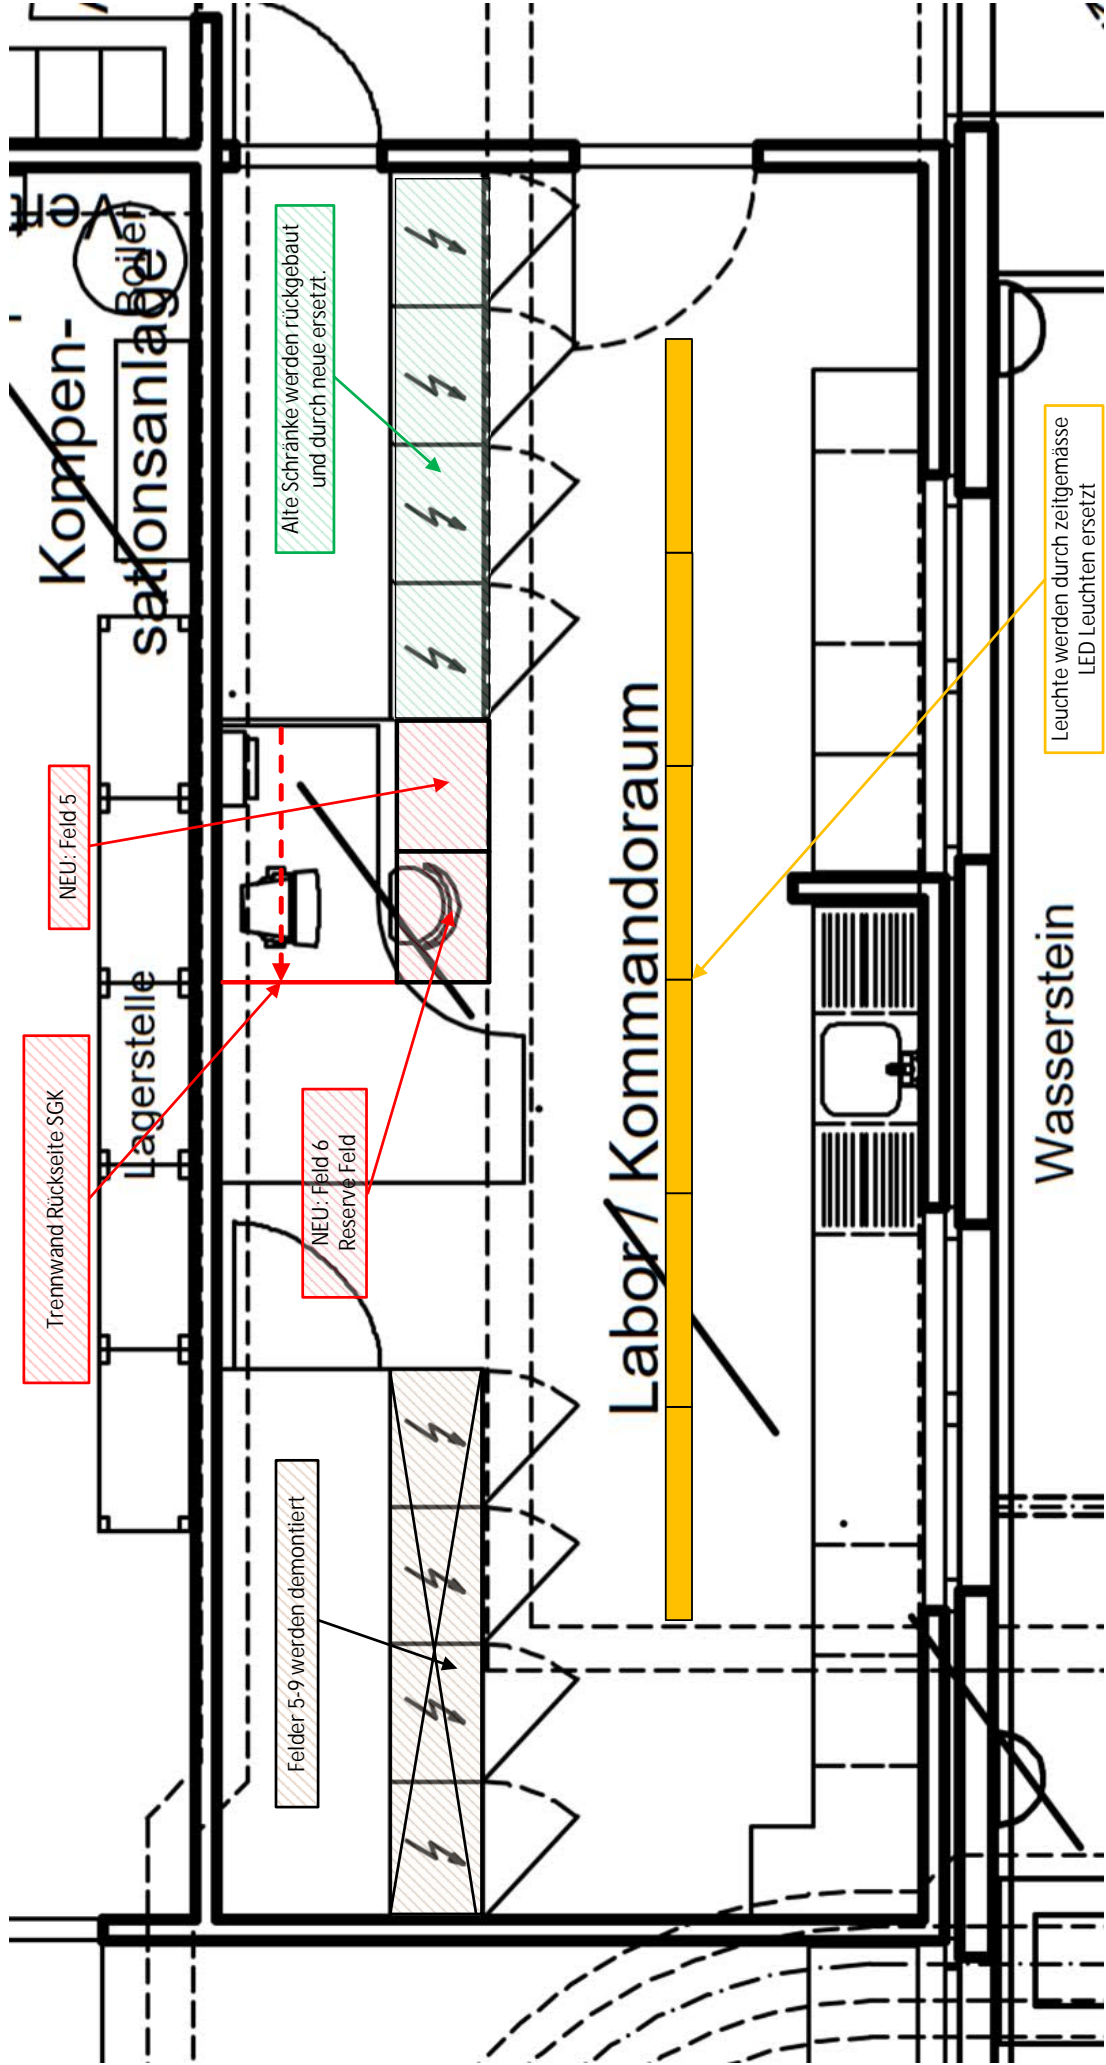 Kompen-
sationsanlage
Boiler
Alte Schränke werden rückgebaut
und durch neue ersetzt.
NEU: Feld 5
Trennwand Rückseite SGK
Lagerstelle
NEU: Feld 6
Reserve Feld
Felder 5-9 werden demontiert
Labor / Kommandoraum
Leuchte werden durch zeitgemässe
LED Leuchten ersetzt
Wasserstein